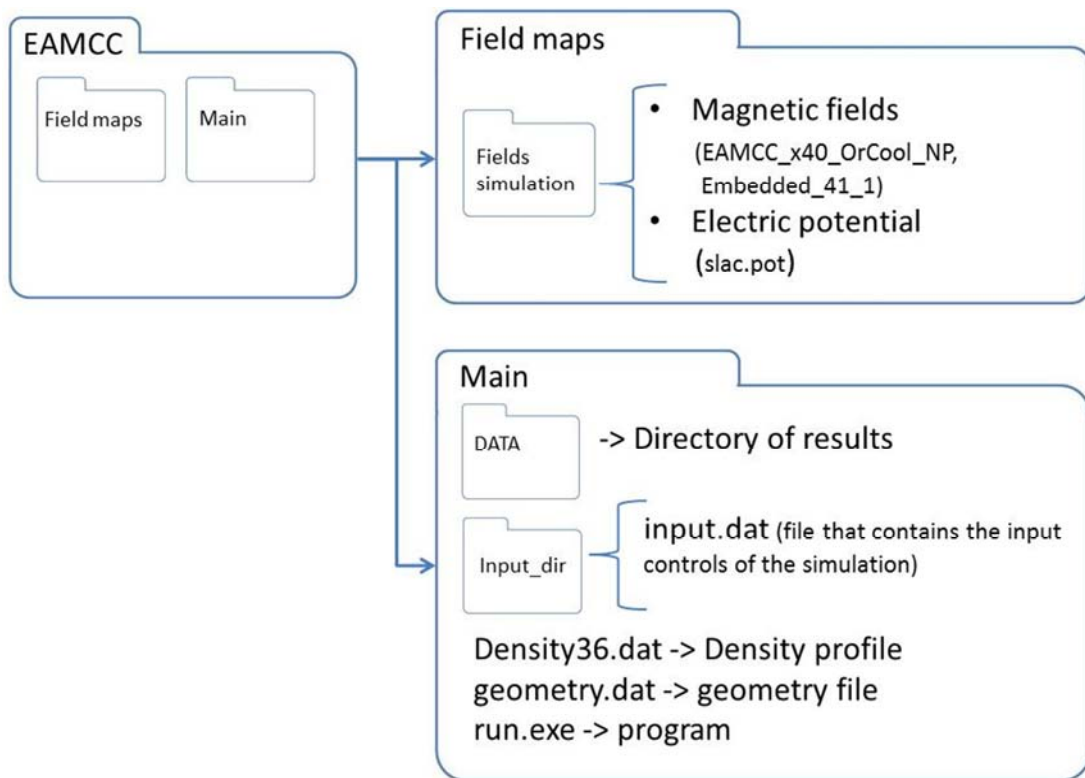 EAMCC
Field maps
Main
Field maps
Fields
simulation
• Magnetic fields
(EAMCC_x40_OrCool_NP,
Embedded_41_1)
• Electric potential
(slac.pot)
Main
DATA
-> Directory of results
Input_dir
input.dat (file that contains the input
controls of the simulation)
Density36.dat -> Density profile
geometry.dat -> geometry file
run.exe -> program